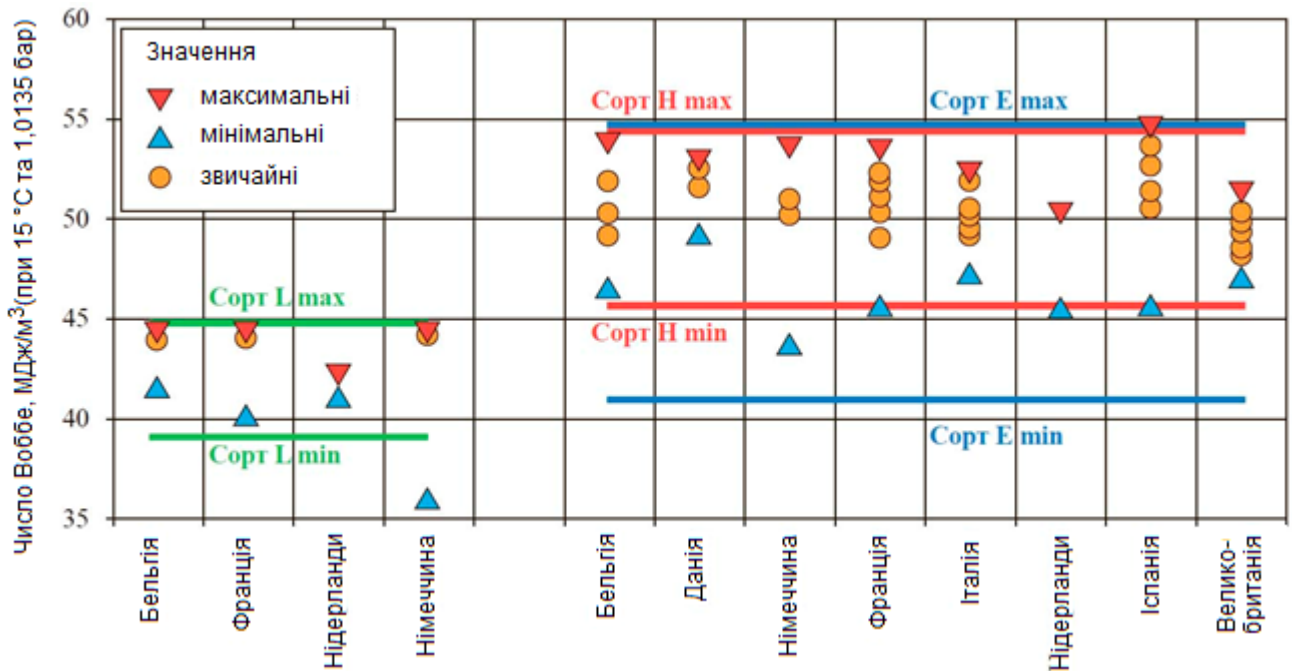 Число Воббе, МДж/м³(при 15 °C та 1,0135 бар)
60
55
50
45
40
35
Значення
максимальні
мінімальні
звичайні
Сорт H max
Сорт E max
Сорт L max
Сорт H min
Сорт L min
Сорт E min
Бельгія
Франція
Нідерланди
Німеччина
Бельгія
Данія
Німеччина
Франція
Італія
Нідерланди
Іспанія
Велико-
британія